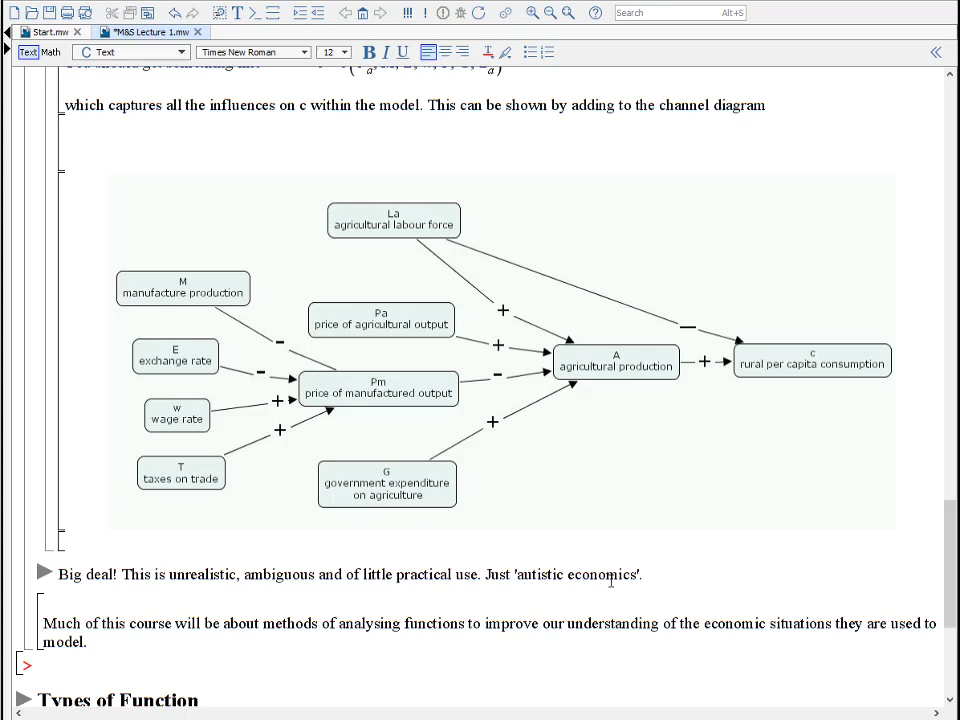 Search Alt+S
Start.mw *M&S Lecture 1.mw
Text Math C Text Times New Roman 12 B I U
which captures all the influences on c within the model. This can be shown by adding to the channel diagram
La
agricultural labour force
M
manufacture production
Pa
price of agricultural output
E
exchange rate
A
agricultural production
c
rural per capita consumption
Pm
price of manufactured output
w
wage rate
T
taxes on trade
G
government expenditure
on agriculture
+
-
+
-
+
+
-
+
+
-
+
Big deal! This is unrealistic, ambiguous and of little practical use. Just 'autistic economics'.
Much of this course will be about methods of analysing functions to improve our understanding of the economic situations they are used to
model.
>
Types of Function